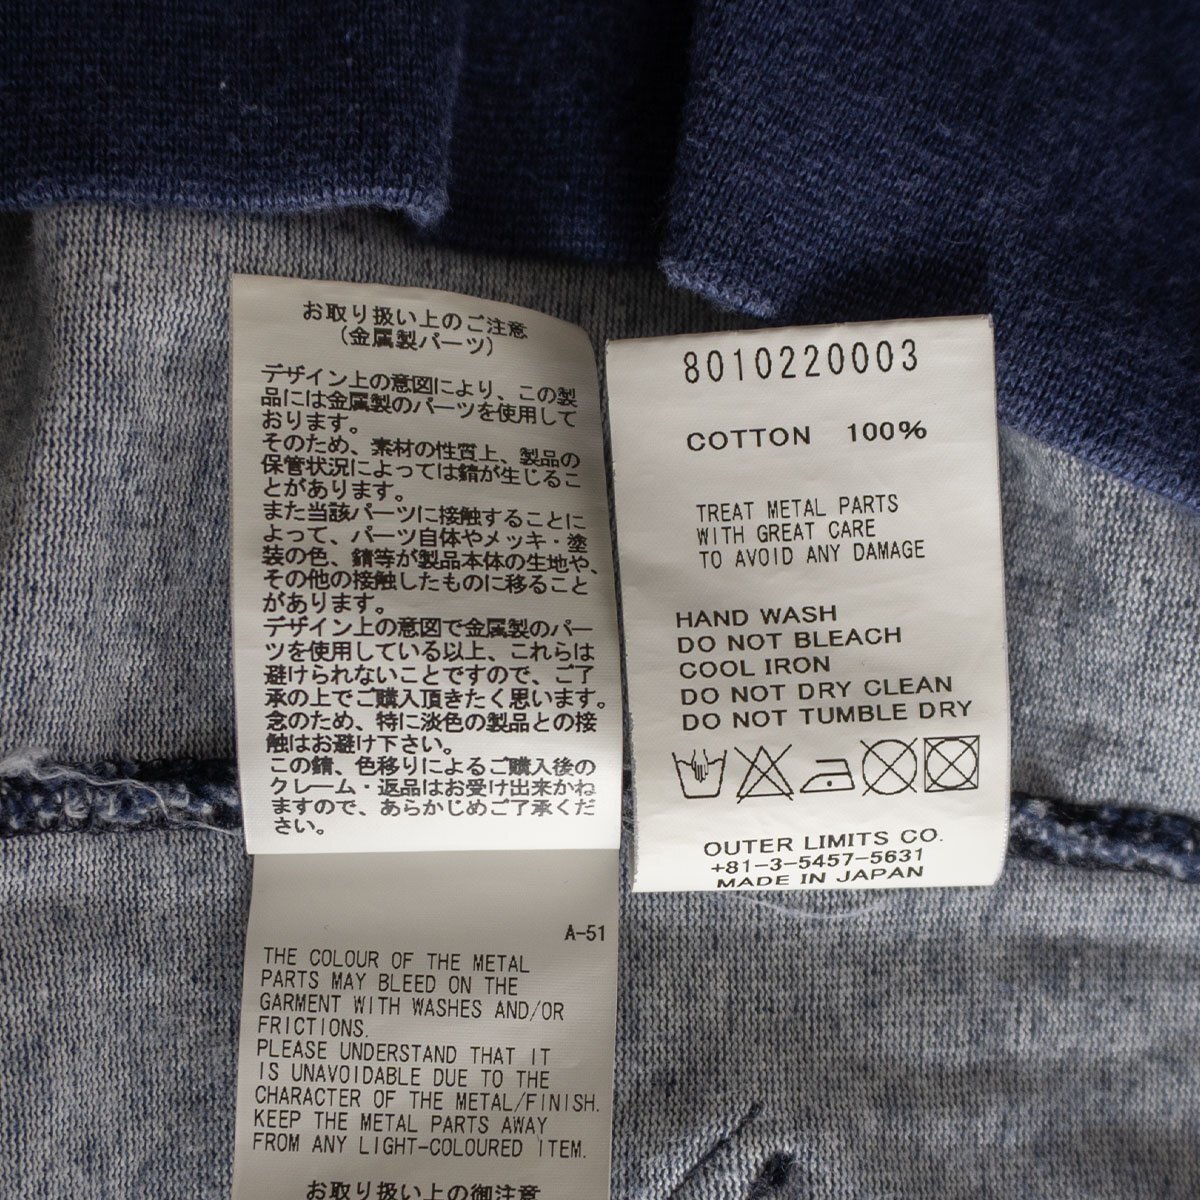 お取り扱い上のご注意
(金属製パーツ)
デザイン上の意図により、この製
品には金属製のパーツを使用して
おります。
そのため、素材の性質上、製品の
保管状況によっては錆が生じるこ
とがあります。
また当該パーツに接触することに
よって、パーツ自体やメッキ・塗
装の色、錆等が製品本体の生地や、
その他の接触したものに移ること
があります。
デザイン上の意図で金属製のパー
ツを使用している以上、これらは
避けられないことですので、ご了
承の上でご購入頂きたく思います。
念のため、特に淡色の製品との接
触はお避け下さい。
この錆、色移りによるご購入後の
クレーム・返品はお受け出来かね
ますので、あらかじめご了承くだ
さい。
A-51
THE COLOUR OF THE METAL
PARTS MAY BLEED ON THE
GARMENT WITH WASHES AND/OR
FRICTIONS.
PLEASE UNDERSTAND THAT IT
IS UNAVOIDABLE DUE TO THE
CHARACTER OF THE METAL/FINISH.
KEEP THE METAL PARTS AWAY
FROM ANY LIGHT-COLOURED ITEM.
お取り扱い上の御注意
8010220003
COTTON 100%
TREAT METAL PARTS
WITH GREAT CARE
TO AVOID ANY DAMAGE
HAND WASH
DO NOT BLEACH
COOL IRON
DO NOT DRY CLEAN
DO NOT TUMBLE DRY
OUTER LIMITS CO.
+81-3-5457-5631
MADE IN JAPAN